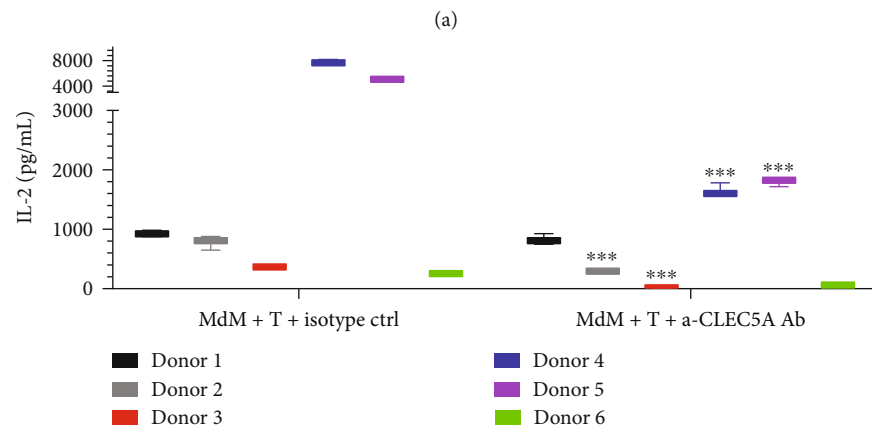 (a)
8000
4000
3000
2000
1000
0
IL-2 (pg/mL)
*** ***
***
***
MdM + T + isotype ctrl MdM + T + a-CLEC5A Ab
Donor 1 Donor 4
Donor 2 Donor 5
Donor 3 Donor 6